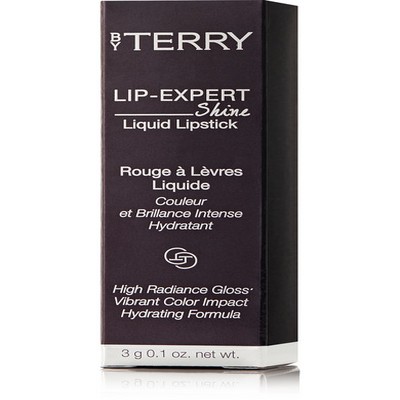 BY TERRY
LIP-EXPERT
Shine
Liquid Lipstick
Rouge à Lèvres
Liquide
Couleur
et Brillance Intense
Hydratant
High Radiance Gloss*
Vibrant Color Impact
Hydrating Formula
3 g 0.1 oz. net wt.